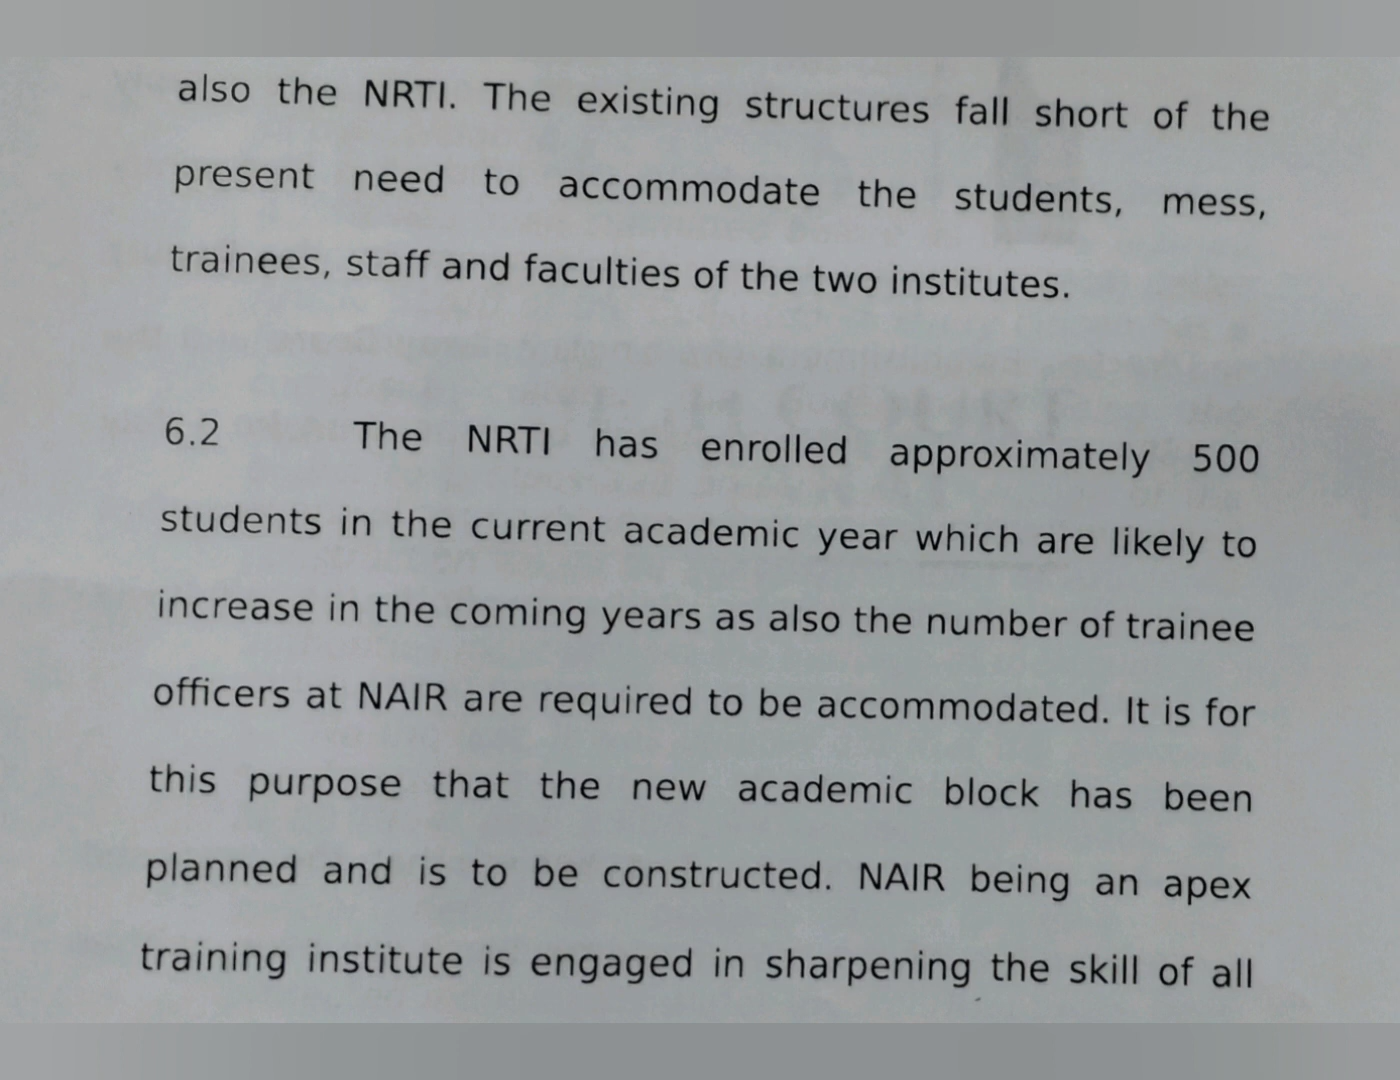 also the NRTI. The existing structures fall short of the
present need to accommodate the students, mess,
trainees, staff and faculties of the two institutes.
6.2 The NRTI has enrolled approximately 500
students in the current academic year which are likely to
increase in the coming years as also the number of trainee
officers at NAIR are required to be accommodated. It is for
this purpose that the new academic block has been
planned and is to be constructed. NAIR being an apex
training institute is engaged in sharpening the skill of all